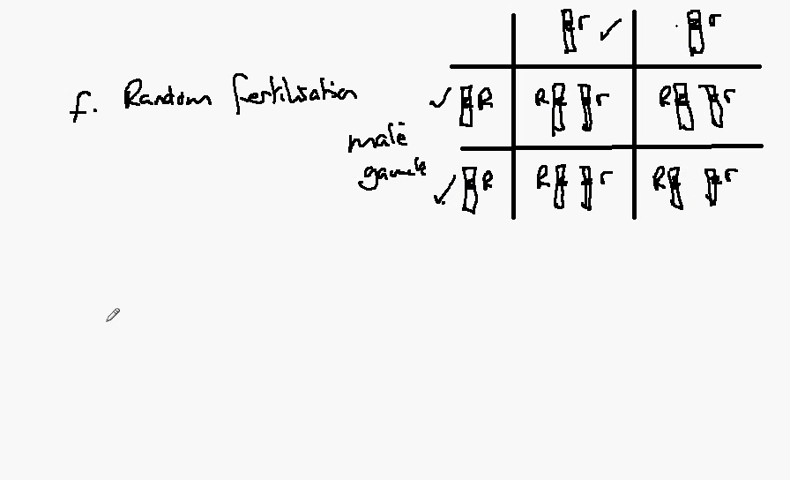 r r
f. Random fertilisation
R R r R r
male
gamete
R R r R r